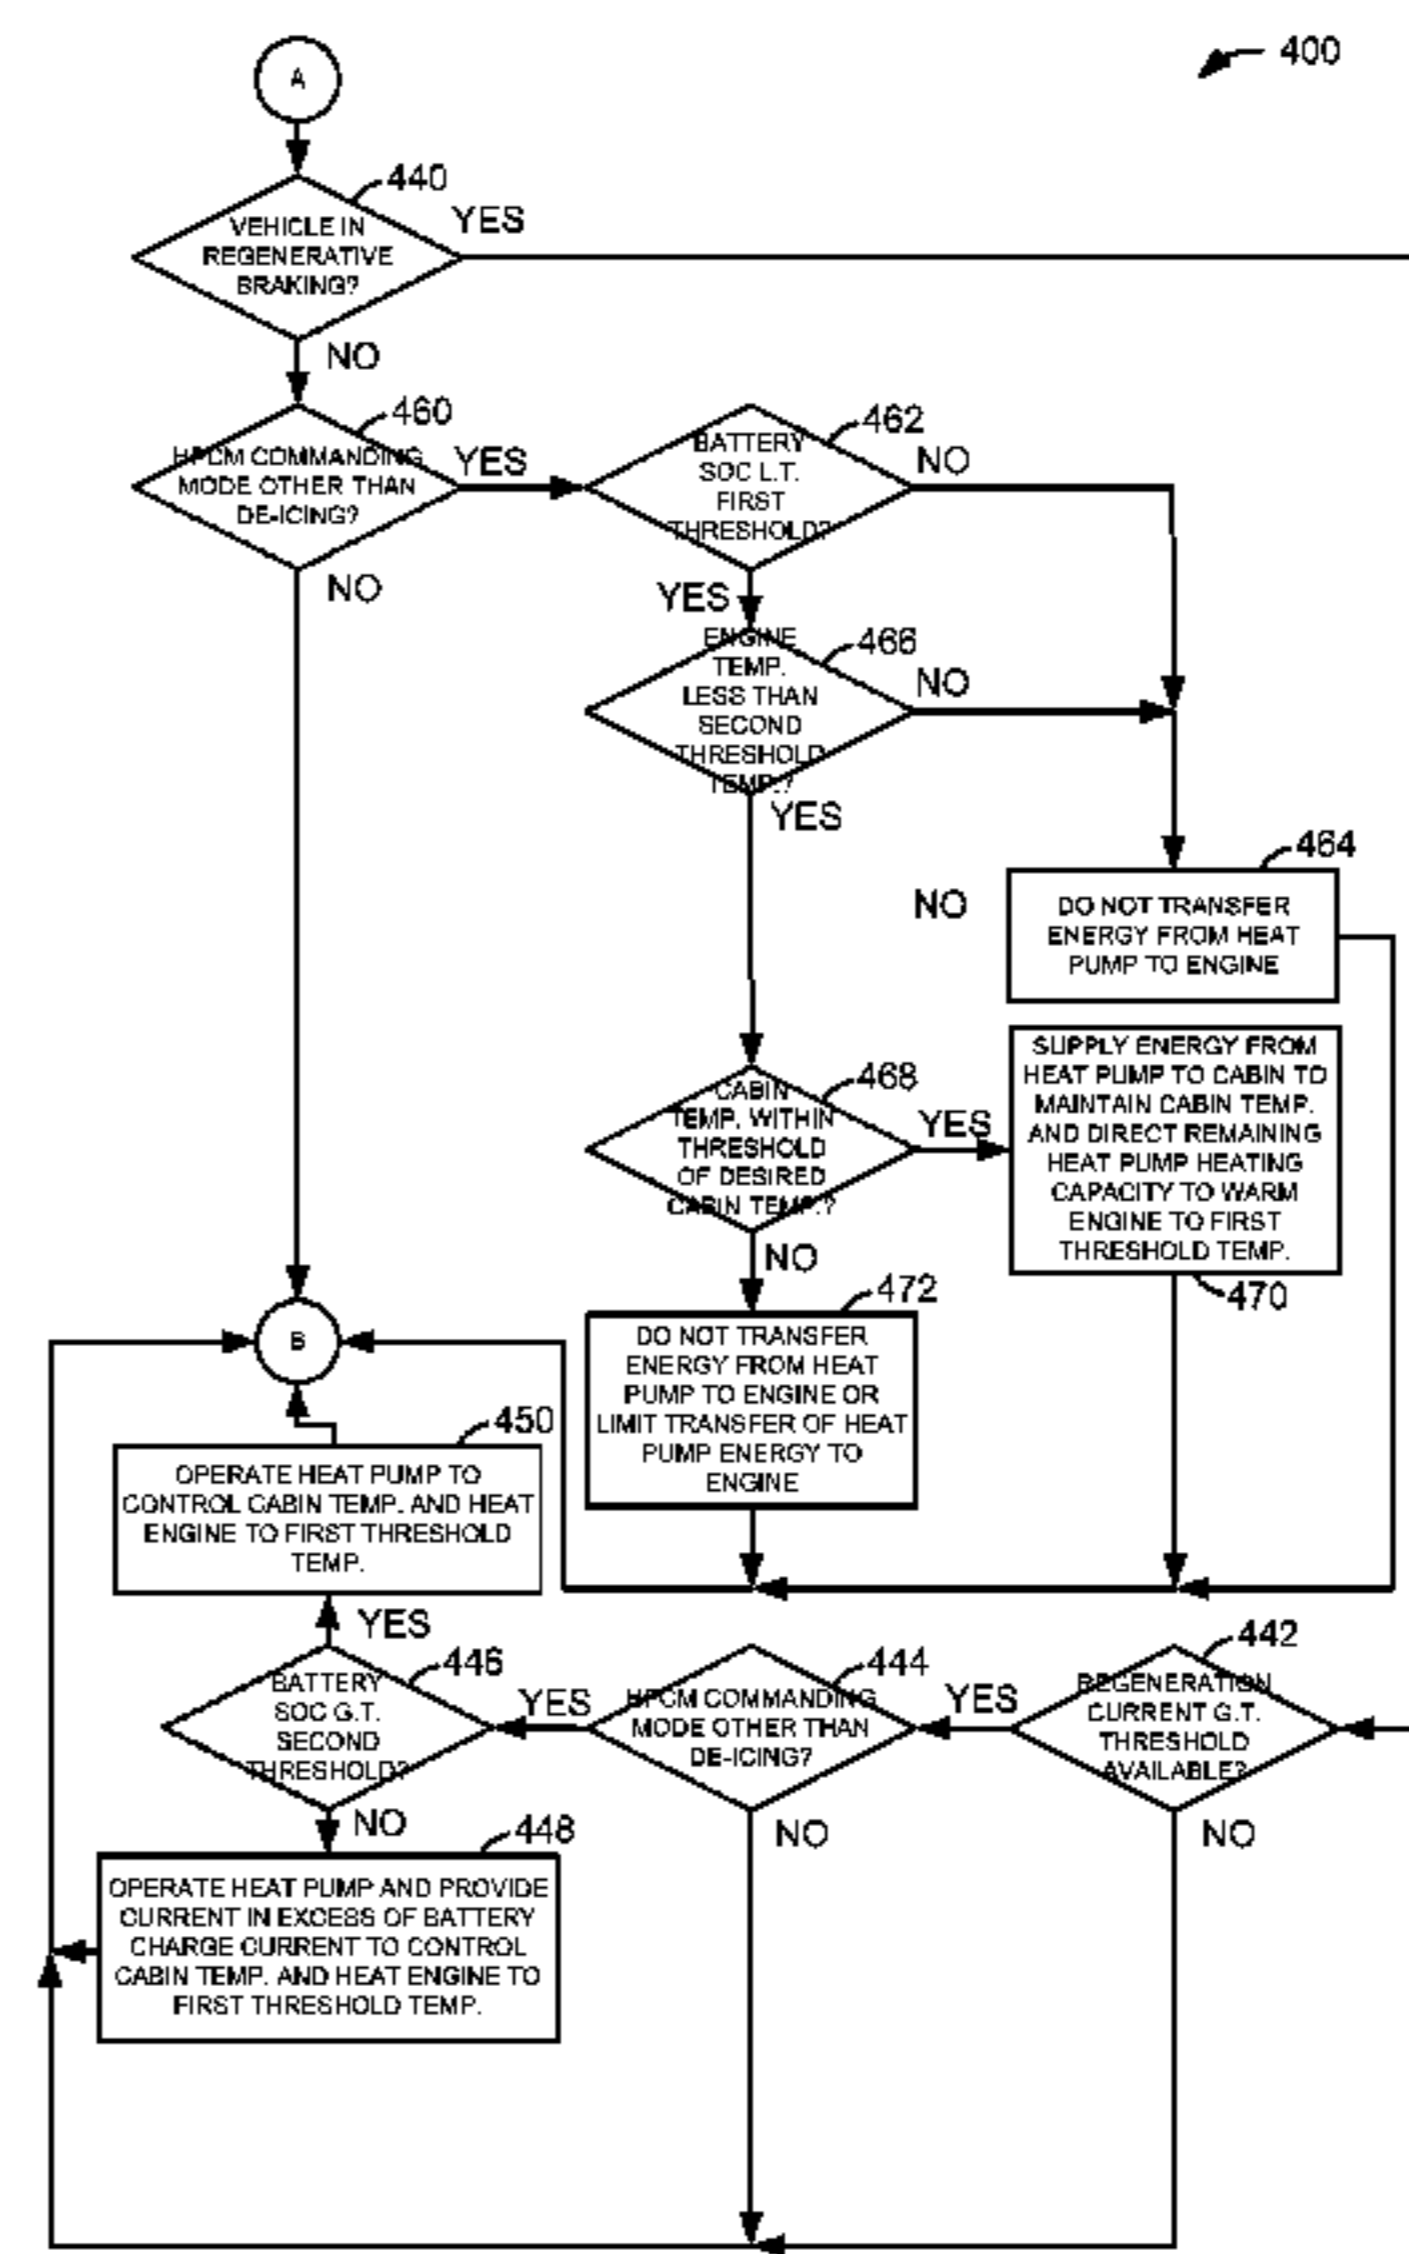 400
A
440
VEHICLE IN
REGENERATIVE
BRAKING?
YES
NO
460
HPCM COMMANDING
MODE OTHER THAN
DE-ICING?
YES
NO
462
BATTERY
SOC L.T.
FIRST
THRESHOLD?
NO
YES
466
ENGINE
TEMP.
LESS THAN
SECOND
THRESHOLD
TEMP.?
NO
YES
464
NO
DO NOT TRANSFER
ENERGY FROM HEAT
PUMP TO ENGINE
468
CABIN
TEMP. WITHIN
THRESHOLD
OF DESIRED
CABIN TEMP.?
YES
NO
SUPPLY ENERGY FROM
HEAT PUMP TO CABIN TO
MAINTAIN CABIN TEMP.
AND DIRECT REMAINING
HEAT PUMP HEATING
CAPACITY TO WARM
ENGINE TO FIRST
THRESHOLD TEMP.
470
472
DO NOT TRANSFER
ENERGY FROM HEAT
PUMP TO ENGINE OR
LIMIT TRANSFER OF HEAT
PUMP ENERGY TO
ENGINE
B
450
OPERATE HEAT PUMP TO
CONTROL CABIN TEMP. AND HEAT
ENGINE TO FIRST THRESHOLD
TEMP.
YES
446
BATTERY
SOC G.T.
SECOND
THRESHOLD?
YES
NO
444
HPCM COMMANDING
MODE OTHER THAN
DE-ICING?
YES
NO
442
REGENERATION
CURRENT G.T.
THRESHOLD
AVAILABLE?
NO
448
OPERATE HEAT PUMP AND PROVIDE
CURRENT IN EXCESS OF BATTERY
CHARGE CURRENT TO CONTROL
CABIN TEMP. AND HEAT ENGINE TO
FIRST THRESHOLD TEMP.